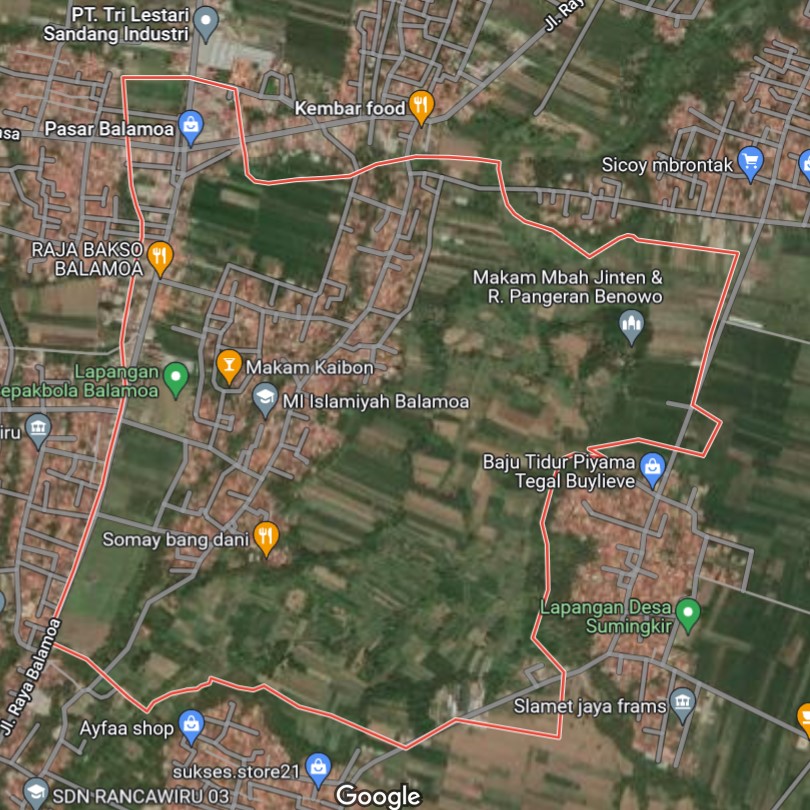 PT. Tri Lestari
Sandang Industri
Jl. Ray
Kembar food
usa
Pasar Balamoa
Sicoy mbrontak
RAJA BAKSO
BALAMOA
Makam Mbah Jinten &
R. Pangeran Benowo
Lapangan
epakbola Balamoa
Makam Kaibon
MI Islamiyah Balamoa
iru
Baju Tidur Piyama
Tegal Buylieve
Somay bang dani
Lapangan Desa
Sumingkir
Jl. Raya Balamoa
Slamet jaya frams
Ayfaa shop
sukses.store21
SDN RANCAWIRU 03
Google